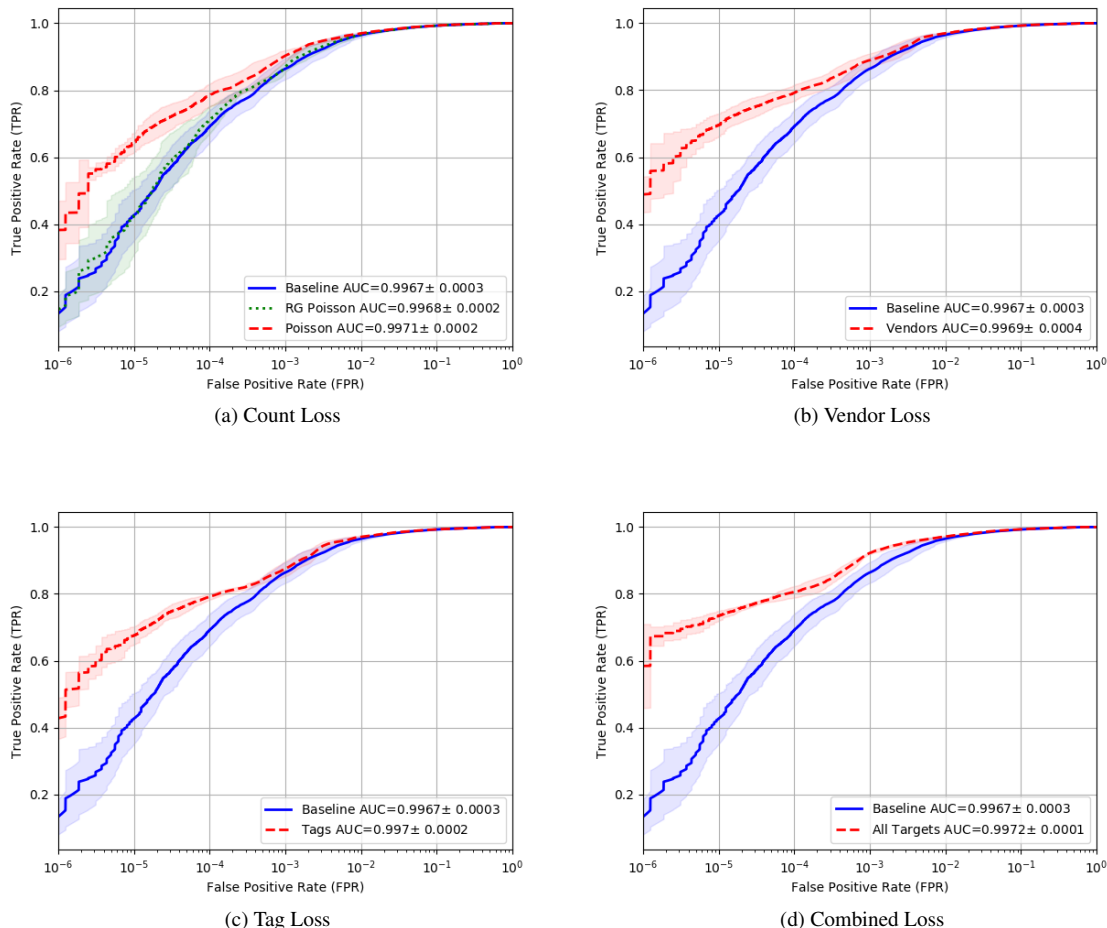 True Positive Rate (TPR)
1.0
0.8
0.6
0.4
0.2
Baseline AUC=0.9967± 0.0003
RG Poisson AUC=0.9968± 0.0002
Poisson AUC=0.9971± 0.0002
10⁻⁶ 10⁻⁵ 10⁻⁴ 10⁻³ 10⁻² 10⁻¹ 10⁰
False Positive Rate (FPR)
(a) Count Loss
True Positive Rate (TPR)
1.0
0.8
0.6
0.4
0.2
Baseline AUC=0.9967± 0.0003
Vendors AUC=0.9969± 0.0004
10⁻⁶ 10⁻⁵ 10⁻⁴ 10⁻³ 10⁻² 10⁻¹ 10⁰
False Positive Rate (FPR)
(b) Vendor Loss
True Positive Rate (TPR)
1.0
0.8
0.6
0.4
0.2
Baseline AUC=0.9967± 0.0003
Tags AUC=0.997± 0.0002
10⁻⁶ 10⁻⁵ 10⁻⁴ 10⁻³ 10⁻² 10⁻¹ 10⁰
False Positive Rate (FPR)
(c) Tag Loss
True Positive Rate (TPR)
1.0
0.8
0.6
0.4
0.2
Baseline AUC=0.9967± 0.0003
All Targets AUC=0.9972± 0.0001
10⁻⁶ 10⁻⁵ 10⁻⁴ 10⁻³ 10⁻² 10⁻¹ 10⁰
False Positive Rate (FPR)
(d) Combined Loss